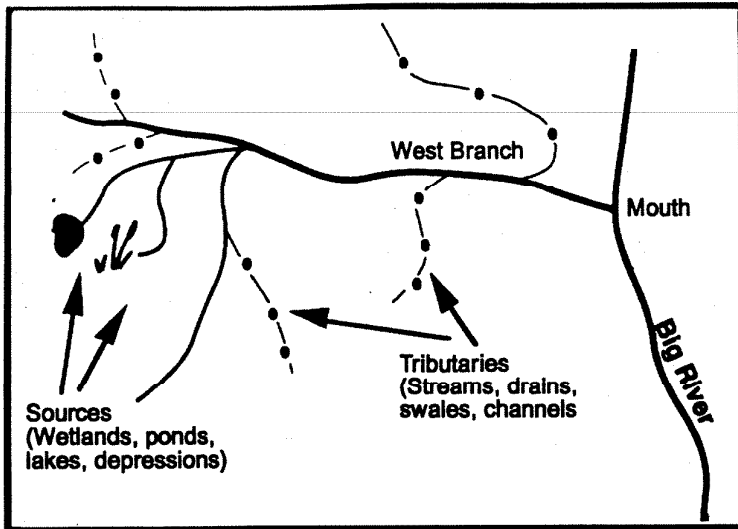 West Branch
Mouth
Big River
Tributaries
(Streams, drains,
swales, channels
Sources
(Wetlands, ponds,
lakes, depressions)